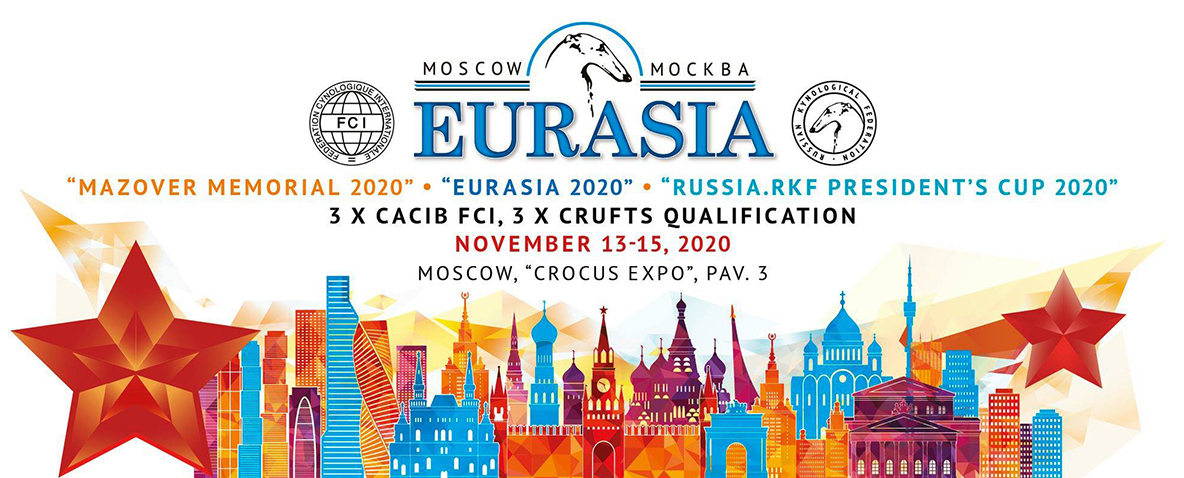 MOSCOW МОСКВА
FEDERATION CYNOLOGIQUE INTERNATIONALE
FCI
EURASIA
RUSSIAN KYNOLOGICAL FEDERATION
“MAZOVER MEMORIAL 2020” • “EURASIA 2020” • “RUSSIA.RKF PRESIDENT’S CUP 2020”
3 X CACIB FCI, 3 X CRUFTS QUALIFICATION
NOVEMBER 13-15, 2020
MOSCOW, “CROCUS EXPO”, PAV. 3